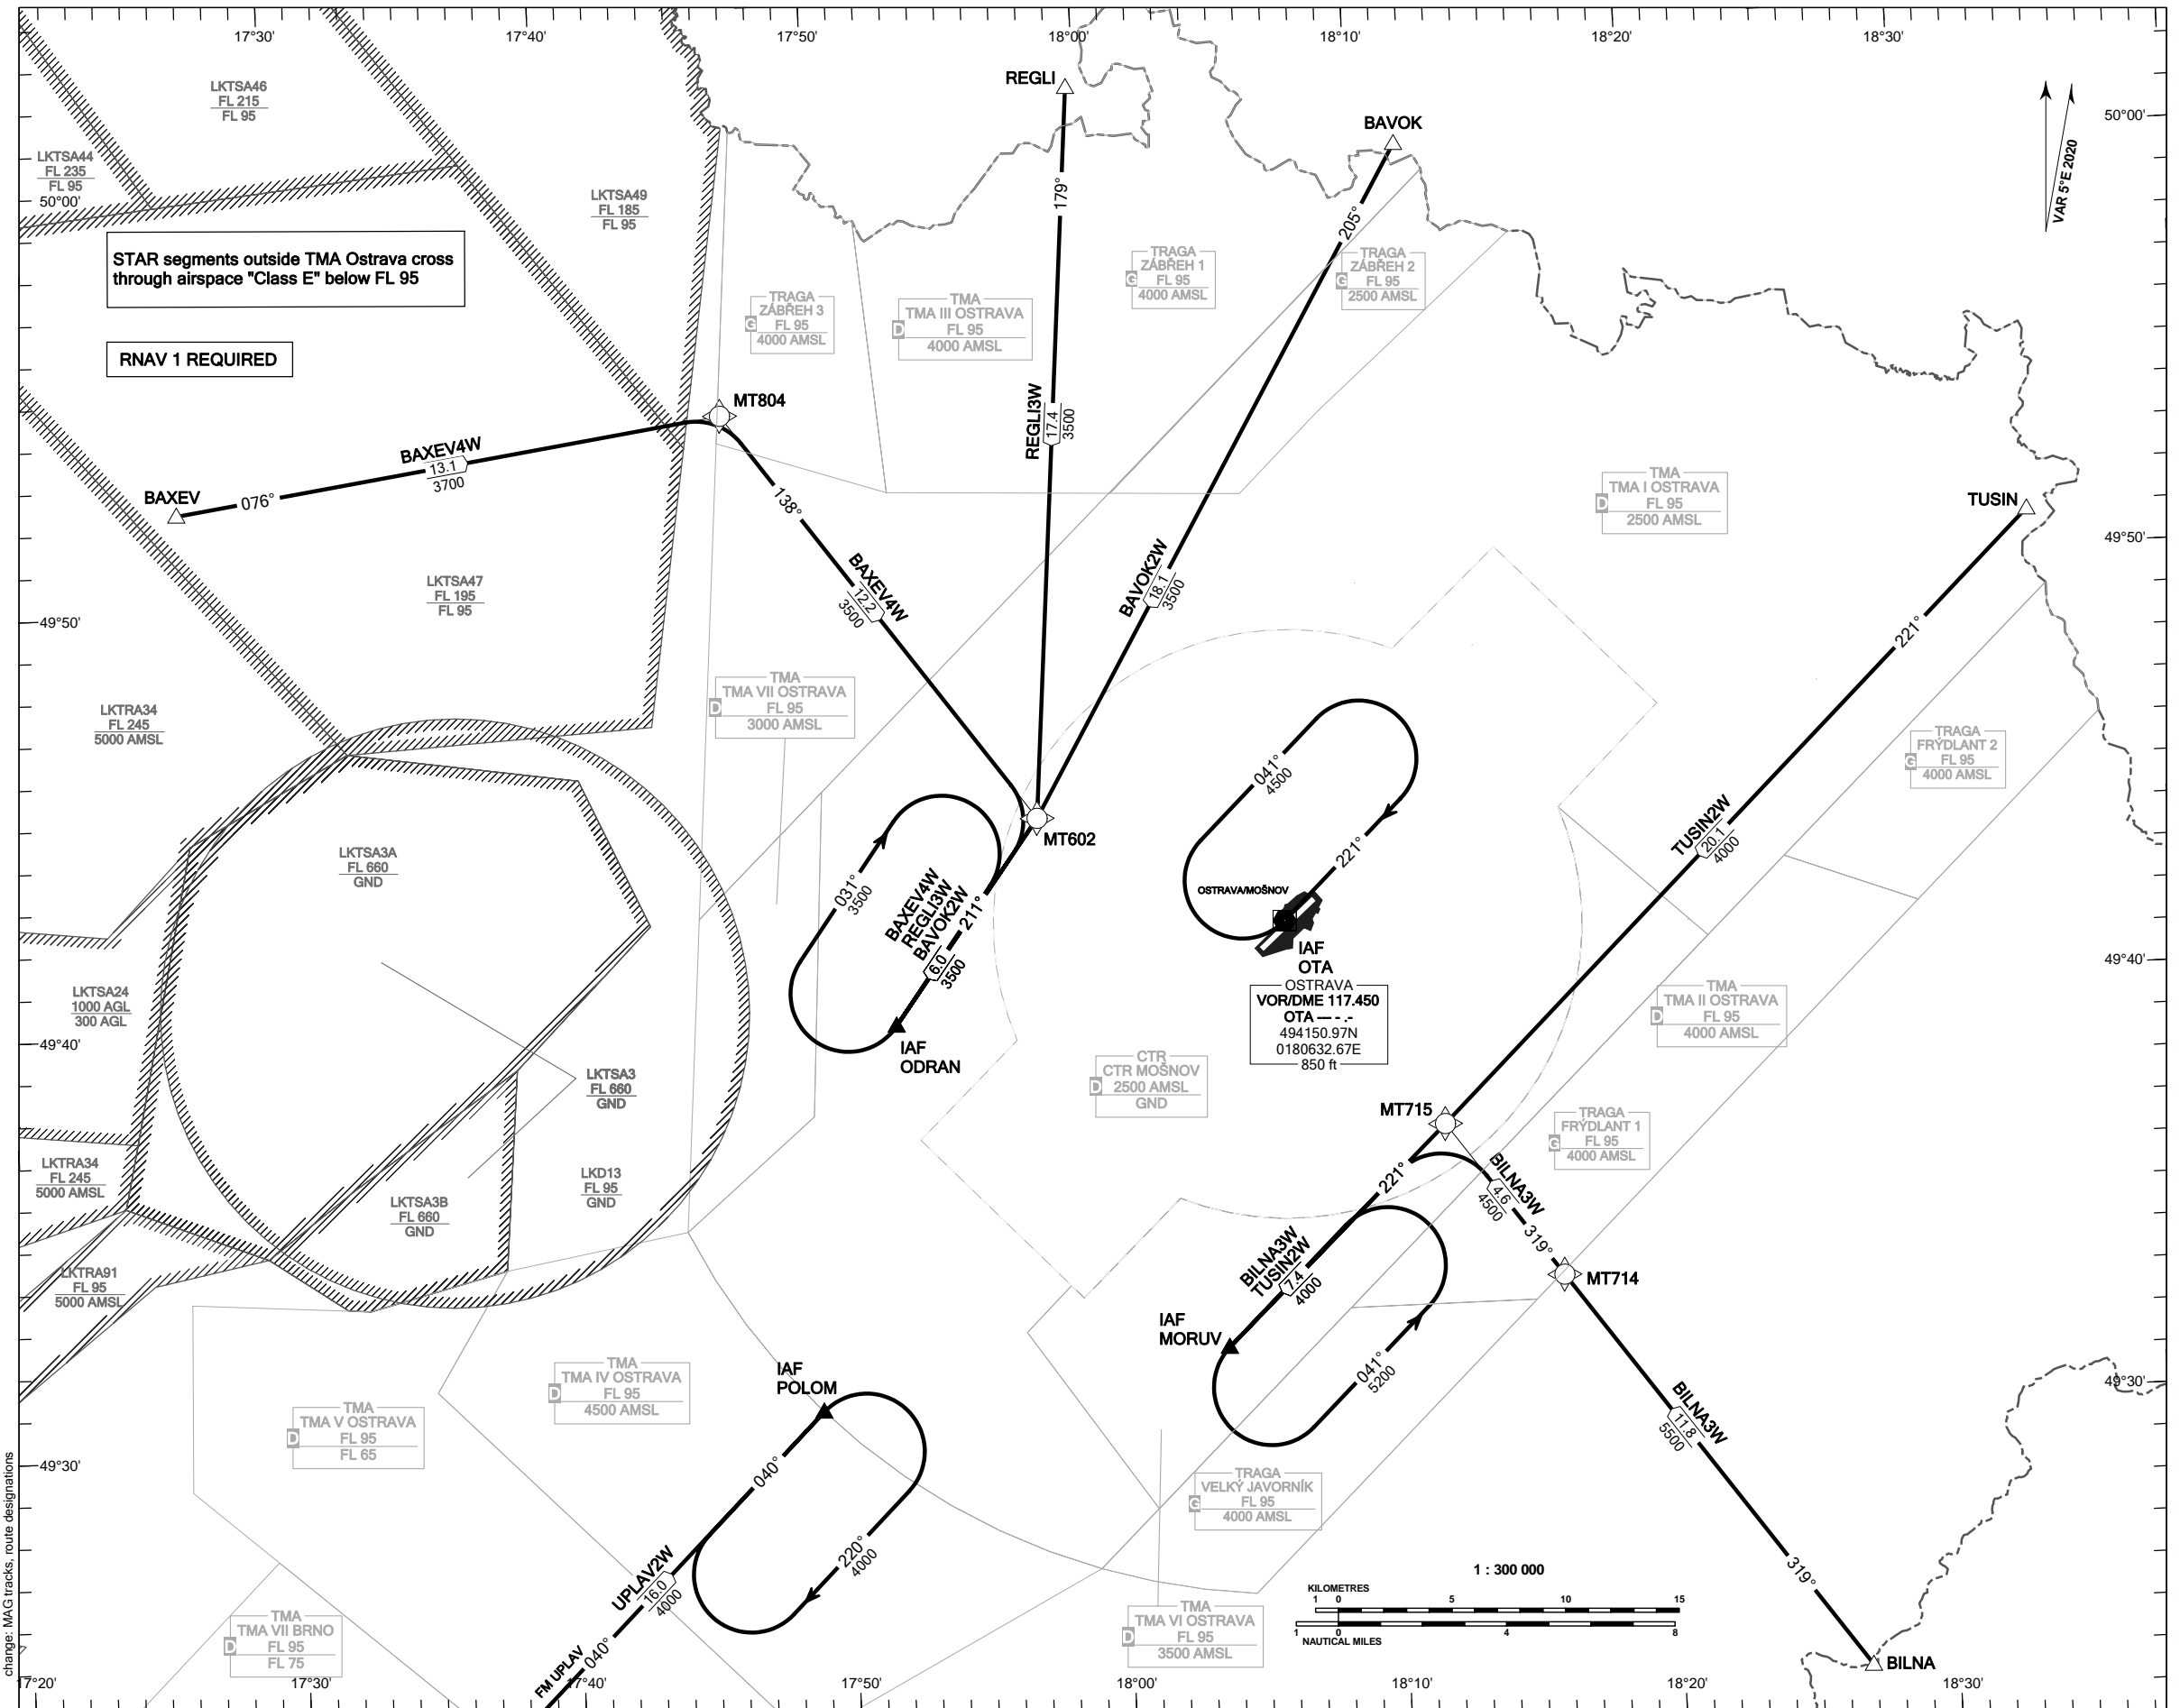 17°30'
17°40'
17°50'
18°00'
18°10'
18°20'
18°30'
LKTSA46
FL 215
FL 95
LKTSA44
FL 235
FL 95
50°00'
LKTSA49
FL 185
FL 95
REGLI
BAVOK
50°00'
VAR 5°E 2020
STAR segments outside TMA Ostrava cross
through airspace "Class E" below FL 95
RNAV 1 REQUIRED
179°
205°
TRAGA
ZÁBŘEH 3
G
FL 95
4000 AMSL
TMA
TMA III OSTRAVA
D
FL 95
4000 AMSL
TRAGA
ZÁBŘEH 1
G
FL 95
4000 AMSL
TRAGA
ZÁBŘEH 2
G
FL 95
2500 AMSL
MT804
BAXEV4W
13.1
3700
BAXEV
076°
138°
REGLI3W
17.4
3500
TMA
TMA I OSTRAVA
D
FL 95
2500 AMSL
TUSIN
49°50'
BAXEV4W
12.2
3500
BAVOK2W
18.1
3500
LKTSA47
FL 195
FL 95
49°50'
221°
LKTRA34
FL 245
5000 AMSL
TMA
TMA VII OSTRAVA
D
FL 95
3000 AMSL
TRAGA
FRÝDLANT 2
G
FL 95
4000 AMSL
041°
4500
221°
TUSIN2W
20.1
4000
MT602
LKTSA3A
FL 660
GND
031°
3500
BAXEV4W
REGLI3W
BAVOK2W
211°
6.0
3500
OSTRAVA/MOŠNOV
IAF
OTA
OSTRAVA
VOR/DME 117.450
OTA --- - .-
494150.97N
0180632.67E
850 ft
49°40'
LKTSA24
1000 AGL
300 AGL
TMA
TMA II OSTRAVA
D
FL 95
4000 AMSL
49°40'
IAF
ODRAN
CTR
CTR MOŠNOV
D
2500 AMSL
GND
LKTSA3
FL 660
GND
MT715
TRAGA
FRÝDLANT 1
G
FL 95
4000 AMSL
LKTRA34
FL 245
5000 AMSL
LKTSA3B
FL 660
GND
LKD13
FL 95
GND
221°
BILNA3W
4.6
4500
319°
LKTRA91
FL 95
5000 AMSL
BILNA3W
TUSIN2W
7.4
4000
MT714
IAF
MORUV
041°
5200
IAF
POLOM
TMA
TMA IV OSTRAVA
D
FL 95
4500 AMSL
49°30'
TMA
TMA V OSTRAVA
D
FL 95
FL 65
BILNA3W
11.8
5500
49°30'
040°
220°
4000
TRAGA
VELKÝ JAVORNÍK
G
FL 95
4000 AMSL
UPLAV2W
16.0
4000
319°
1 : 300 000
KILOMETRES
1 0 5 10 15
1 0 4 8
NAUTICAL MILES
TMA
TMA VII BRNO
D
FL 95
FL 75
TMA
TMA VI OSTRAVA
D
FL 95
3500 AMSL
FM UPLAV
040°
BILNA
17°20'
17°30'
17°40'
17°50'
18°00'
18°10'
18°20'
18°30'
change: MAG tracks, route designations